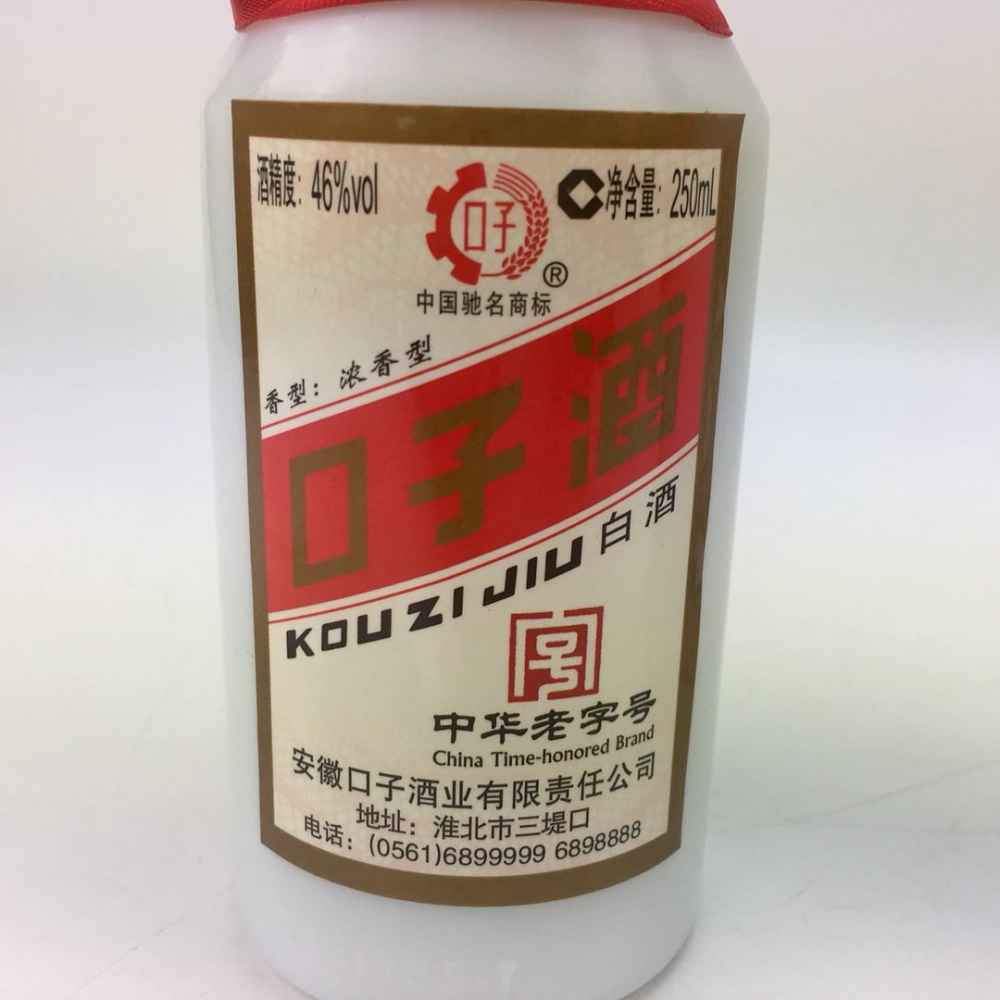 酒精度：46%vol
口子
®
净含量：250mL
中国驰名商标
香型：浓香型
口子酒
KOUZI JIU 白酒
中华老字号
China Time-honored Brand
安徽口子酒业有限责任公司
地址：淮北市三堤口
电话：(0561)6899999 6898888